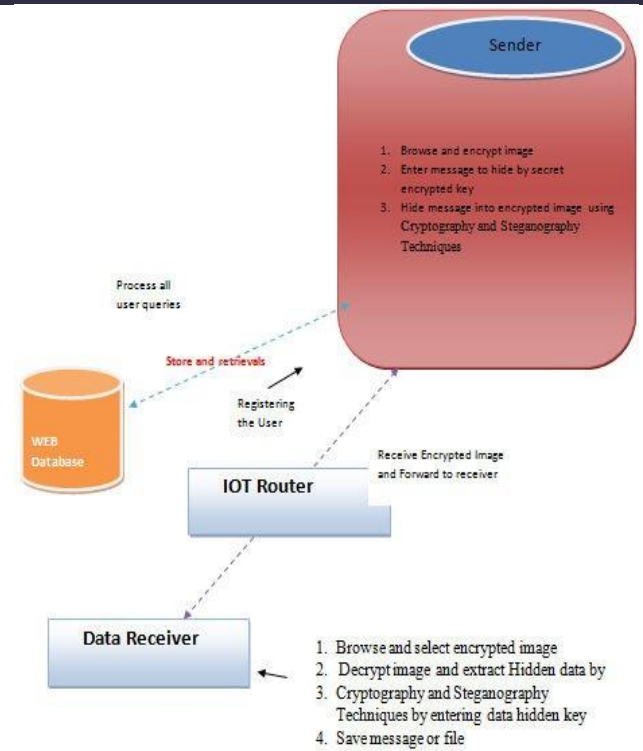 Sender
1. Browse and encrypt image
2. Enter message to hide by secret
encrypted key
3. Hide message into encrypted image using
Cryptography and Steganography
Techniques
Process all
user queries
Store and retrievals
Registering
the User
WEB
Database
Receive Encrypted Image
and Forward to receiver
IOT Router
Data Receiver
1. Browse and select encrypted image
2. Decrypt image and extract Hidden data by
3. Cryptography and Steganography
Techniques by entering data hidden key
4. Save message or file